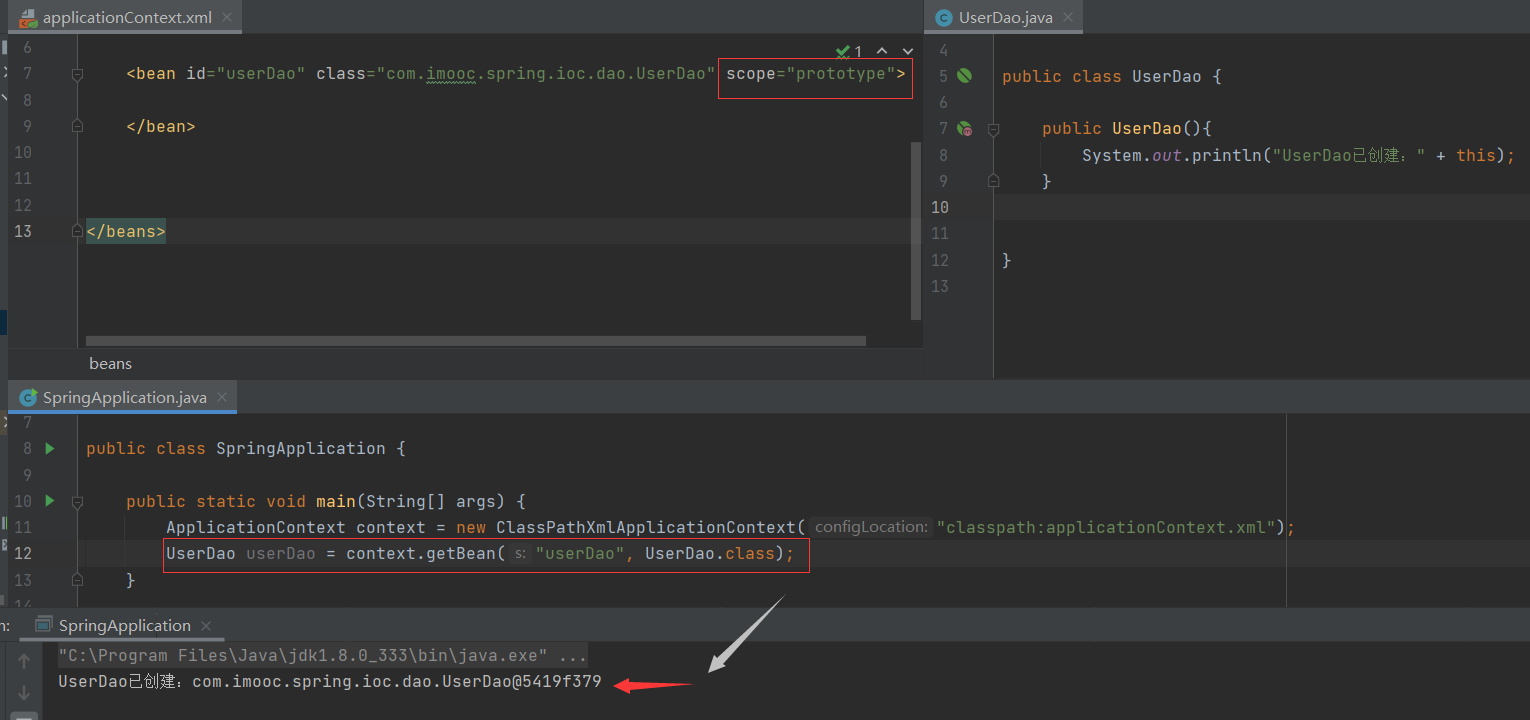 applicationContext.xml
1
6
7 <bean id="userDao" class="com.imooc.spring.ioc.dao.UserDao" scope="prototype">
8
9 </bean>
10
11
12
13 </beans>
beans
UserDao.java
4
5 public class UserDao {
6
7 public UserDao(){
8 System.out.println("UserDao已创建：" + this);
9 }
10
11
12 }
13
SpringApplication.java
7
8 public class SpringApplication {
9
10 public static void main(String[] args) {
11 ApplicationContext context = new ClassPathXmlApplicationContext( configLocation: "classpath:applicationContext.xml");
12 UserDao userDao = context.getBean( s: "userDao", UserDao.class);
13 }
14
SpringApplication
"C:\Program Files\Java\jdk1.8.0_333\bin\java.exe" ...
UserDao已创建：com.imooc.spring.ioc.dao.UserDao@5419f379